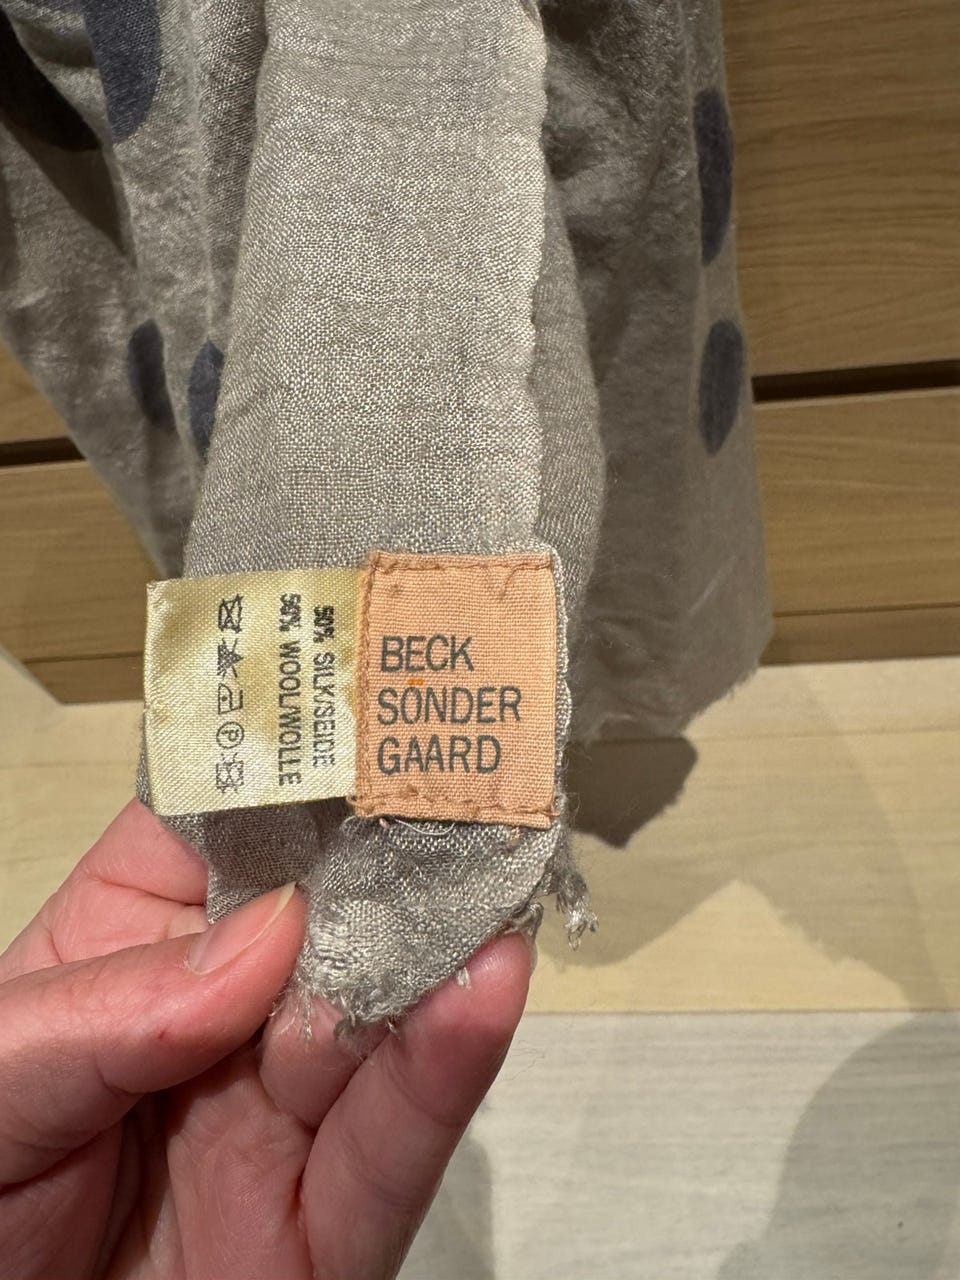 BECK
SÖNDER
GAARD
50% SILK/SEIDE
50% WOOL/WOLLE